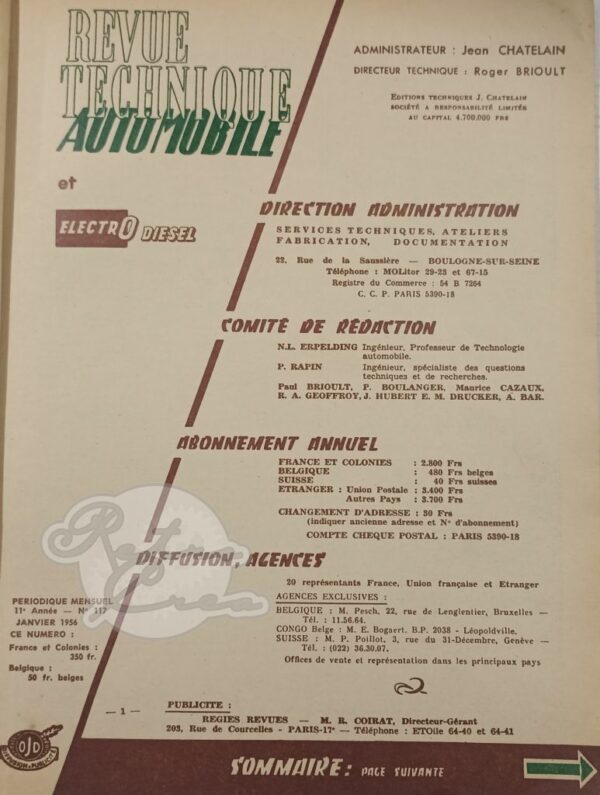 REVUE
TECHNIQUE
AUTOMOBILE
et
ELECTRO DIESEL
ADMINISTRATEUR : Jean CHATELAIN
DIRECTEUR TECHNIQUE : Roger BRIOULT
EDITIONS TECHNIQUES J. CHATELAIN
SOCIÉTÉ A RESPONSABILITÉ LIMITÉE
AU CAPITAL 4.700.000 FRS
DIRECTION ADMINISTRATION
SERVICES TECHNIQUES, ATELIERS
FABRICATION, DOCUMENTATION
22, Rue de la Saussière — BOULOGNE-SUR-SEINE
Téléphone : MOLitor 29-23 et 67-15
Registre du Commerce : 54 B 7264
C. C. P. PARIS 5390-18
COMITÉ DE RÉDACTION
N.L. ERPELDING Ingénieur, Professeur de Technologie
automobile.
P. RAPIN Ingénieur, spécialiste des questions
techniques et de recherches.
Paul BRIOULT, P. BOULANGER, Maurice CAZAUX,
R. A. GEOFFROY, J. HUBERT E. M. DRUCKER, A. BAR.
ABONNEMENT ANNUEL
FRANCE ET COLONIES : 2.800 Frs
BELGIQUE : 480 Frs belges
SUISSE : 40 Frs suisses
ETRANGER : Union Postale : 3.400 Frs
Autres Pays : 3.700 Frs
CHANGEMENT D'ADRESSE : 30 Frs
(indiquer ancienne adresse et N° d'abonnement)
COMPTE CHEQUE POSTAL : PARIS 5390-18
DIFFUSION, AGENCES
20 représentants France, Union française et Etranger
AGENCES EXCLUSIVES :
BELGIQUE : M. Pesch, 22, rue de Lenglentier, Bruxelles —
Tél. : 11.56.64.
CONGO Belge : M. E. Bogaert. B.P. 2038 - Léopoldville.
SUISSE : M. P. Poillot, 3, rue du 31-Décembre, Genève —
Tél. : (022) 36.30.07.
Offices de vente et représentation dans les principaux pays
PERIODIQUE MENSUEL
11e Année — N° 117
JANVIER 1956
CE NUMERO :
France et Colonies :
350 fr.
Belgique :
50 fr. belges
Retro Crea
— 1 —
PUBLICITE :
REGIES REVUES — M. R. COIRAT, Directeur-Gérant
203, Rue de Courcelles - PARIS-17e — Téléphone : ETOile 64-40 et 64-41
OJD
SOMMAIRE : PAGE SUIVANTE